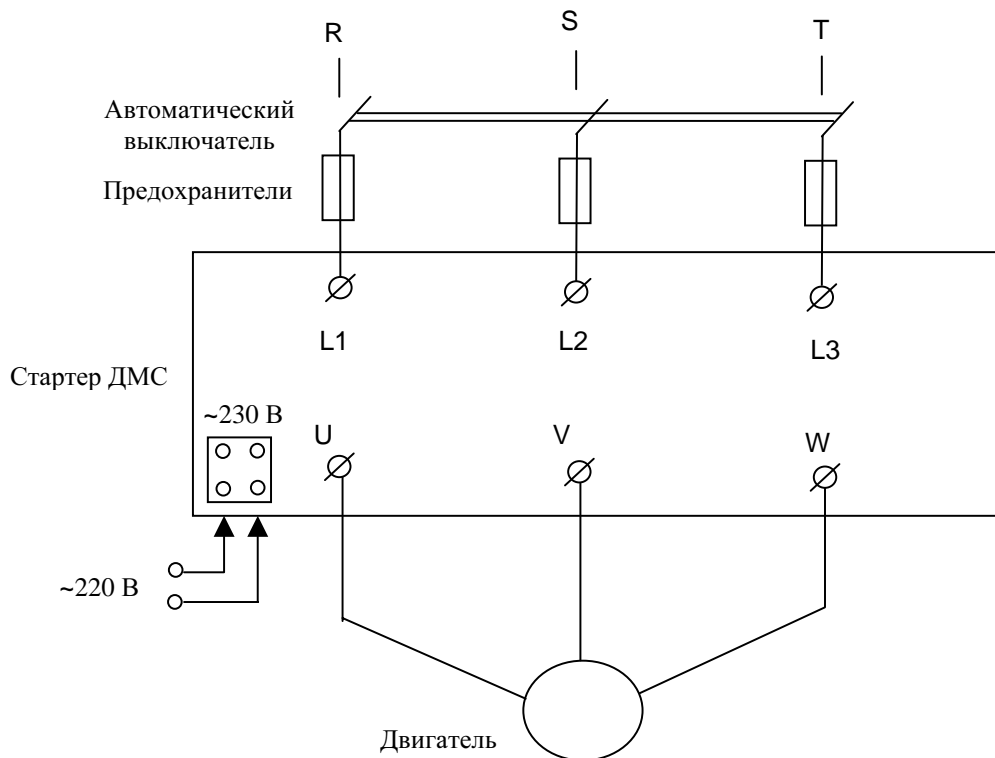 R
S
T
Автоматический
выключатель
Предохранители
L1
L2
L3
Стартер ДМС
~230 В
U
V
W
~220 В
Двигатель